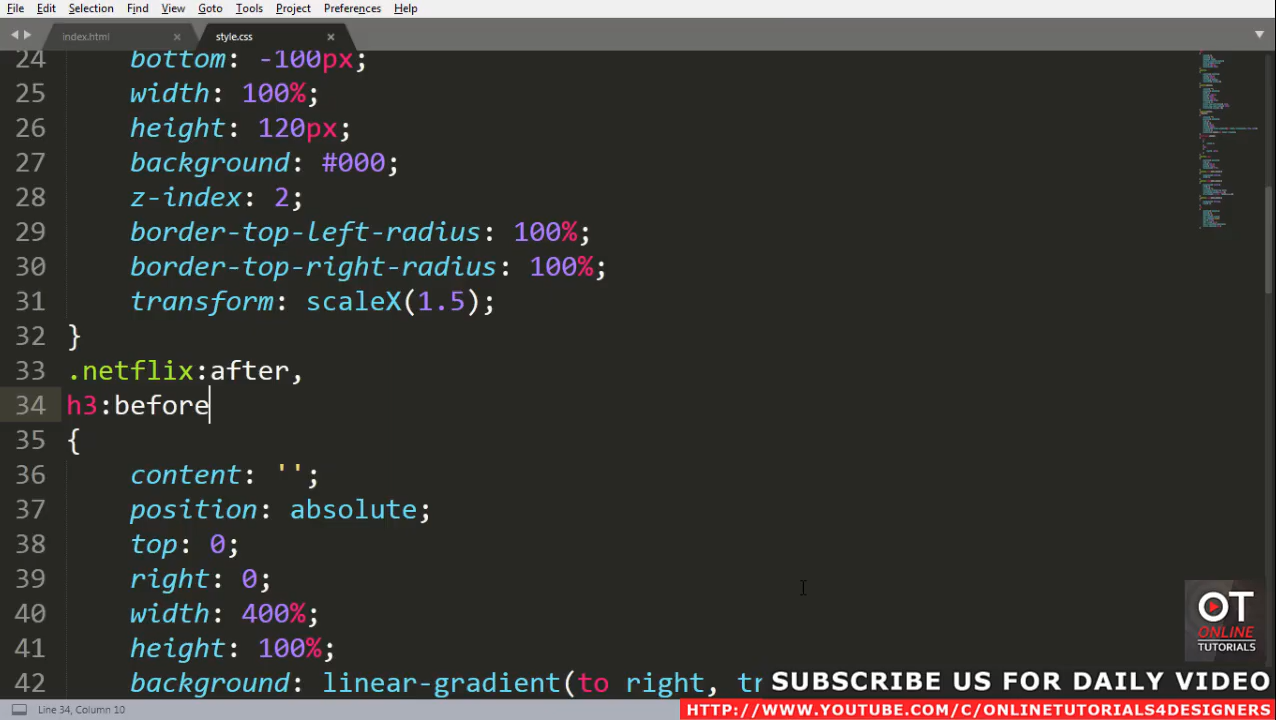 File Edit Selection Find View Goto Tools Project Preferences Help
index.html × style.css ×
24 bottom: -100px;
25 width: 100%;
26 height: 120px;
27 background: #000;
28 z-index: 2;
29 border-top-left-radius: 100%;
30 border-top-right-radius: 100%;
31 transform: scaleX(1.5);
32 }
33 .netflix:after,
34 h3:before
35 {
36 content: '';
37 position: absolute;
38 top: 0;
39 right: 0;
40 width: 400%;
41 height: 100%;
42 background: linear-gradient(to right, tr
OT
ONLINE
TUTORIALS
SUBSCRIBE US FOR DAILY VIDEO
Line 34, Column 10
HTTP://WWW.YOUTUBE.COM/C/ONLINETUTORIALS4DESIGNERS